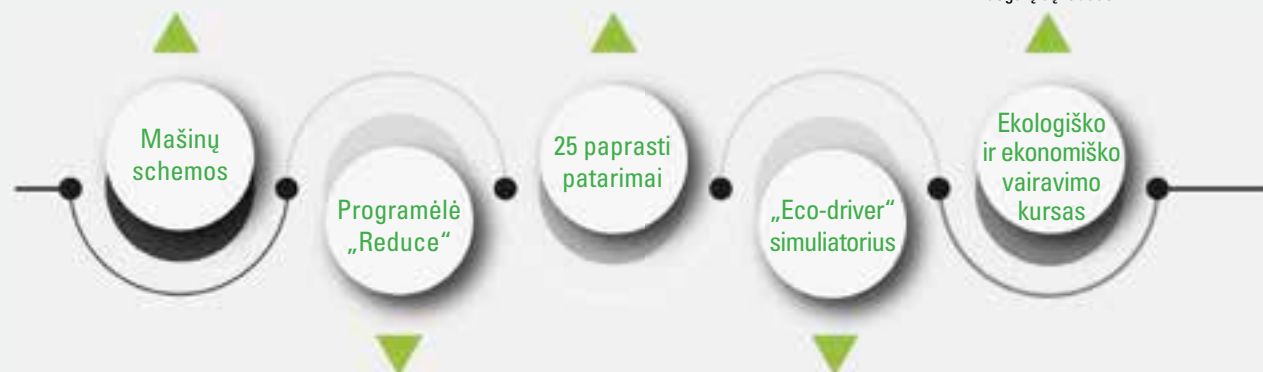 Mašinų
schemos
Programėlė
„Reduce“
25 paprasti
patarimai
„Eco-driver“
simuliatorius
Ekologiško
ir ekonomiško
vairavimo
kursas